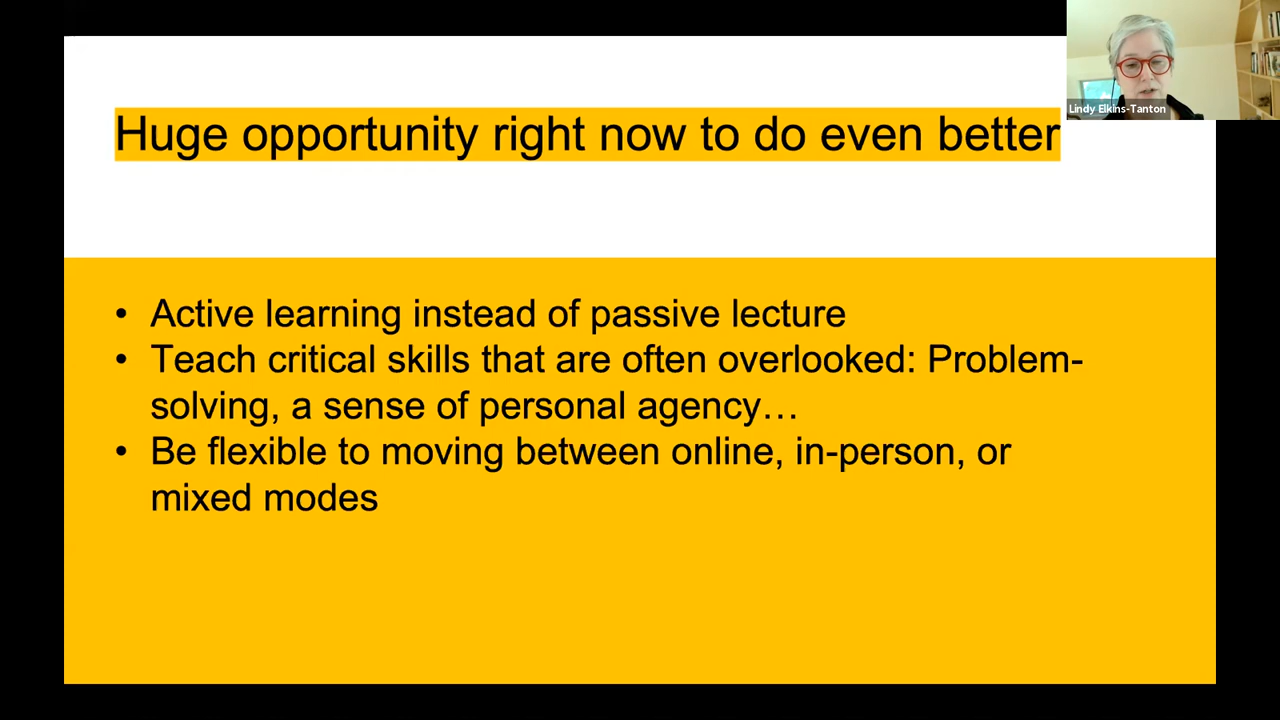 Huge opportunity right now to do even better
Lindy Elkins-Tanton
• Active learning instead of passive lecture
• Teach critical skills that are often overlooked: Problem-
solving, a sense of personal agency…
• Be flexible to moving between online, in-person, or
mixed modes